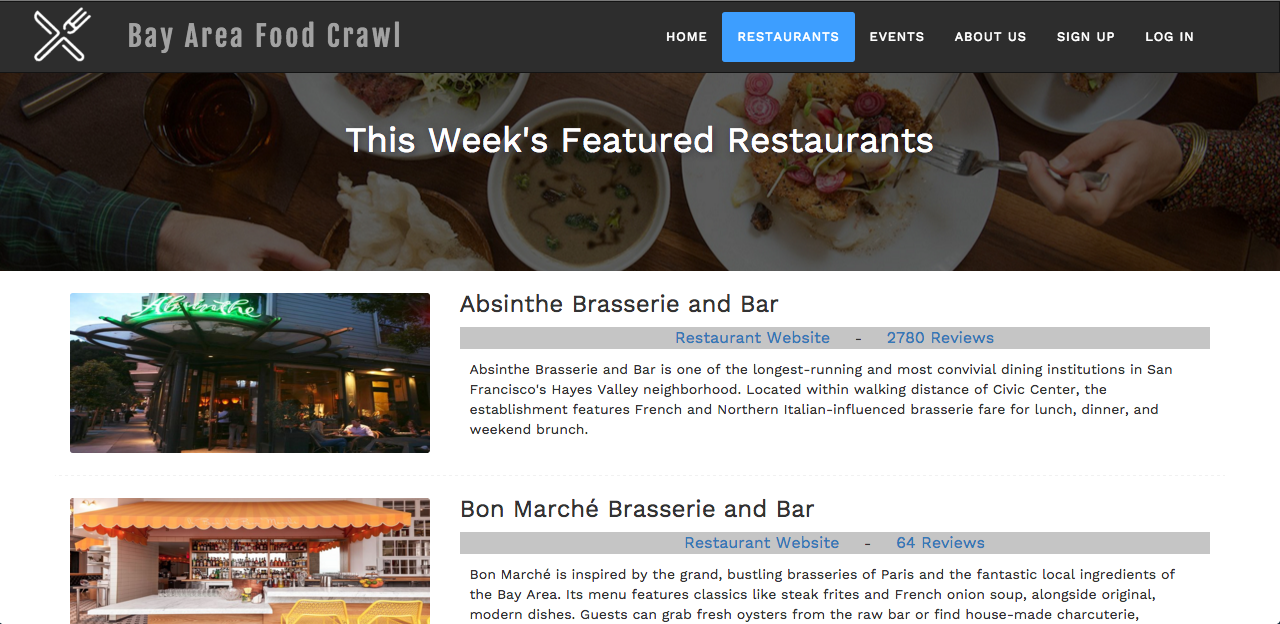 Bay Area Food Crawl
HOME RESTAURANTS EVENTS ABOUT US SIGN UP LOG IN
This Week's Featured Restaurants
Absinthe
Absinthe Brasserie and Bar
Restaurant Website - 2780 Reviews
Absinthe Brasserie and Bar is one of the longest-running and most convivial dining institutions in San
Francisco's Hayes Valley neighborhood. Located within walking distance of Civic Center, the
establishment features French and Northern Italian-influenced brasserie fare for lunch, dinner, and
weekend brunch.
Bon Marché Brasserie and Bar
Restaurant Website - 64 Reviews
Bon Marché is inspired by the grand, bustling brasseries of Paris and the fantastic local ingredients of
the Bay Area. Its menu features classics like steak frites and French onion soup, alongside original,
modern dishes. Guests can grab fresh oysters from the raw bar or find house-made charcuterie,